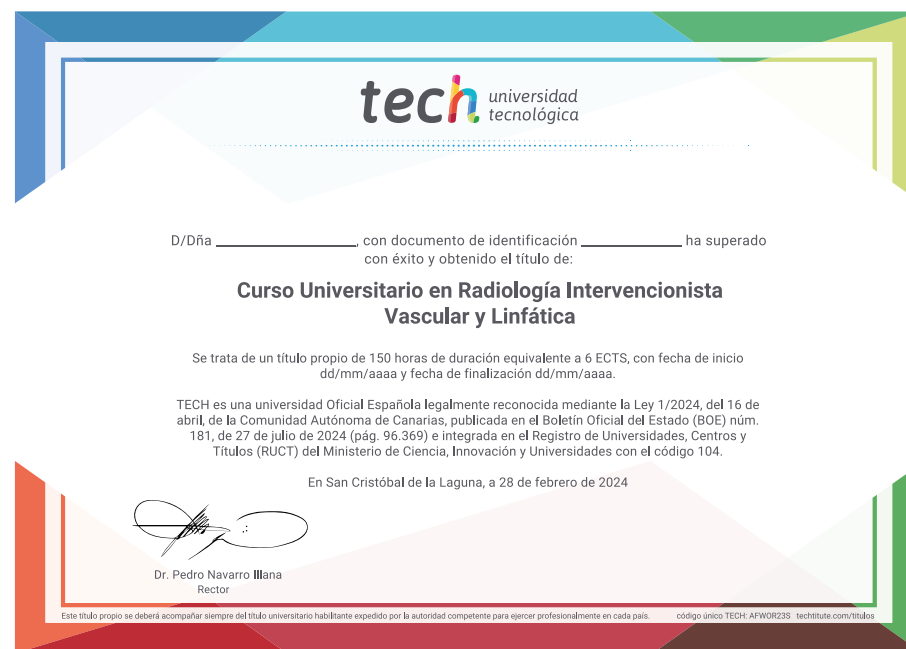 tech universidad
tecnológica
D/Dña ____________________, con documento de identificación ______________ ha superado
con éxito y obtenido el título de:
Curso Universitario en Radiología Intervencionista
Vascular y Linfática
Se trata de un título propio de 150 horas de duración equivalente a 6 ECTS, con fecha de inicio
dd/mm/aaaa y fecha de finalización dd/mm/aaaa.
TECH es una universidad Oficial Española legalmente reconocida mediante la Ley 1/2024, del 16 de
abril, de la Comunidad Autónoma de Canarias, publicada en el Boletín Oficial del Estado (BOE) núm.
181, de 27 de julio de 2024 (pág. 96.369) e integrada en el Registro de Universidades, Centros y
Títulos (RUCT) del Ministerio de Ciencia, Innovación y Universidades con el código 104.
En San Cristóbal de la Laguna, a 28 de febrero de 2024
Dr. Pedro Navarro Illana
Rector
Este título propio se deberá acompañar siempre del título universitario habilitante expedido por la autoridad competente para ejercer profesionalmente en cada país. código único TECH: AFWOR23S techtitute.com/titulos